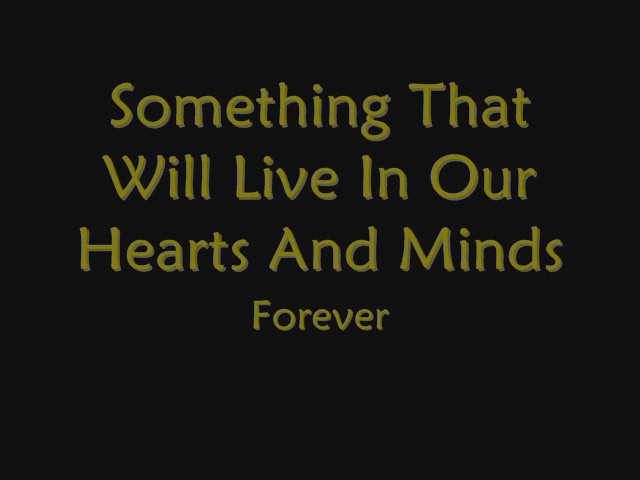 Something That
Will Live In Our
Hearts And Minds
Forever